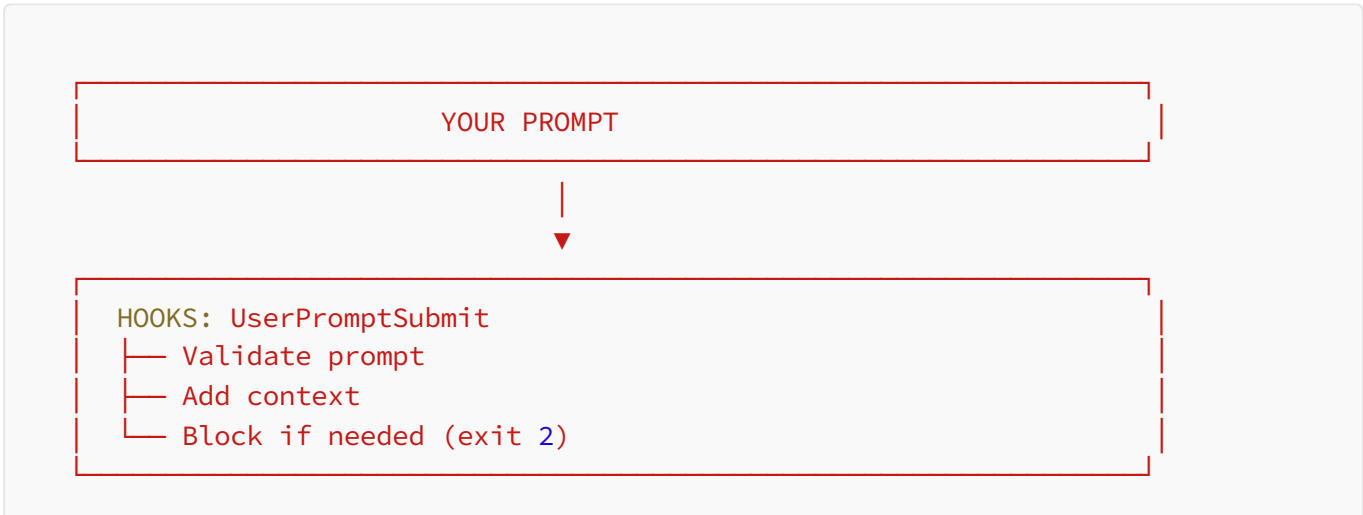 YOUR PROMPT
▼
HOOKS: UserPromptSubmit
├── Validate prompt
├── Add context
└── Block if needed (exit 2)